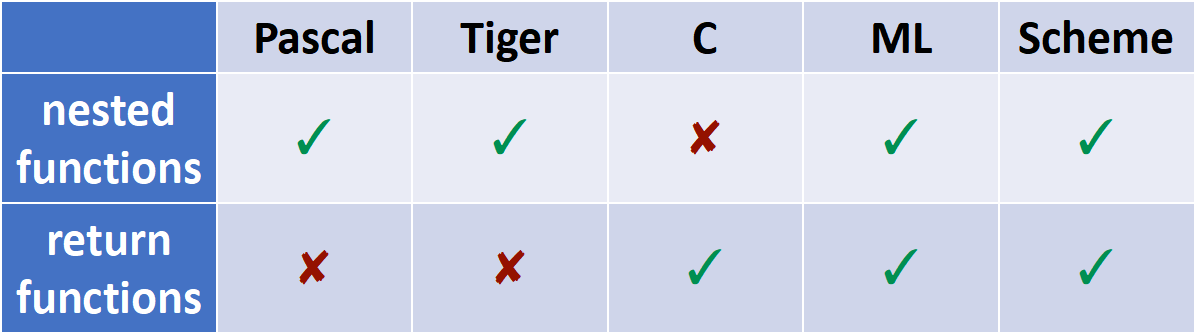 Pascal Tiger C ML Scheme
nested
functions ✓ ✓ ✘ ✓ ✓
return
functions ✘ ✘ ✓ ✓ ✓